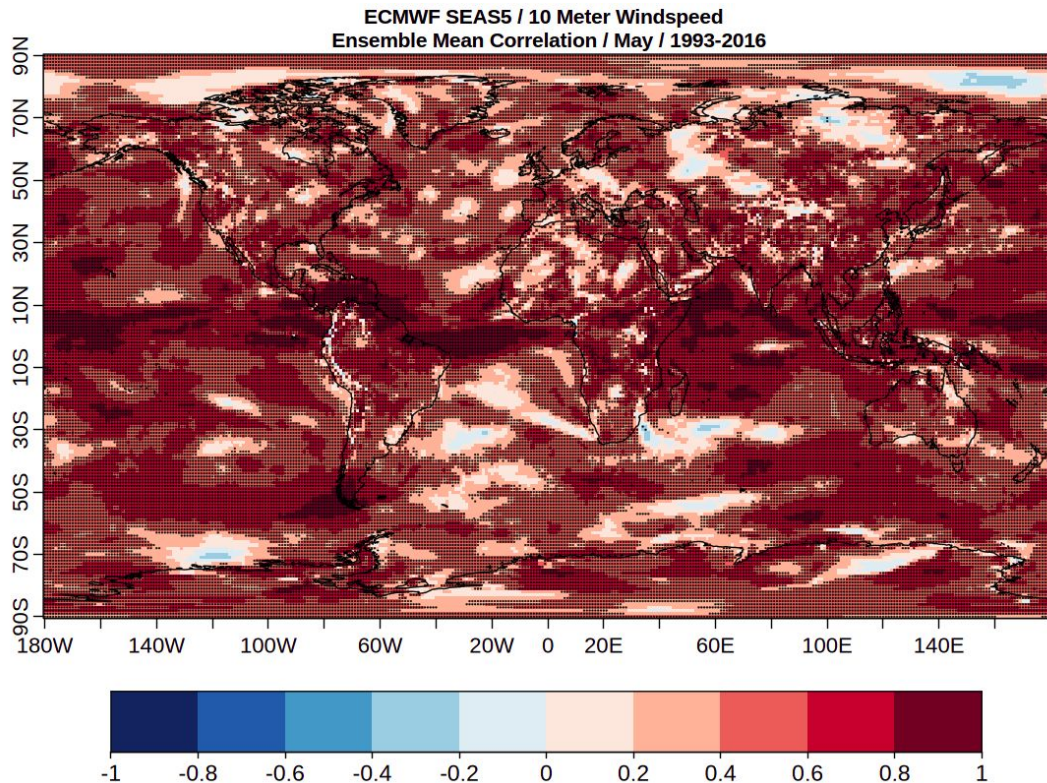 ECMWF SEAS5 / 10 Meter Windspeed
Ensemble Mean Correlation / May / 1993-2016
90N
70N
50N
30N
10N
10S
30S
50S
70S
90S
180W 140W 100W 60W 20W 0 20E 60E 100E 140E
-1 -0.8 -0.6 -0.4 -0.2 0 0.2 0.4 0.6 0.8 1